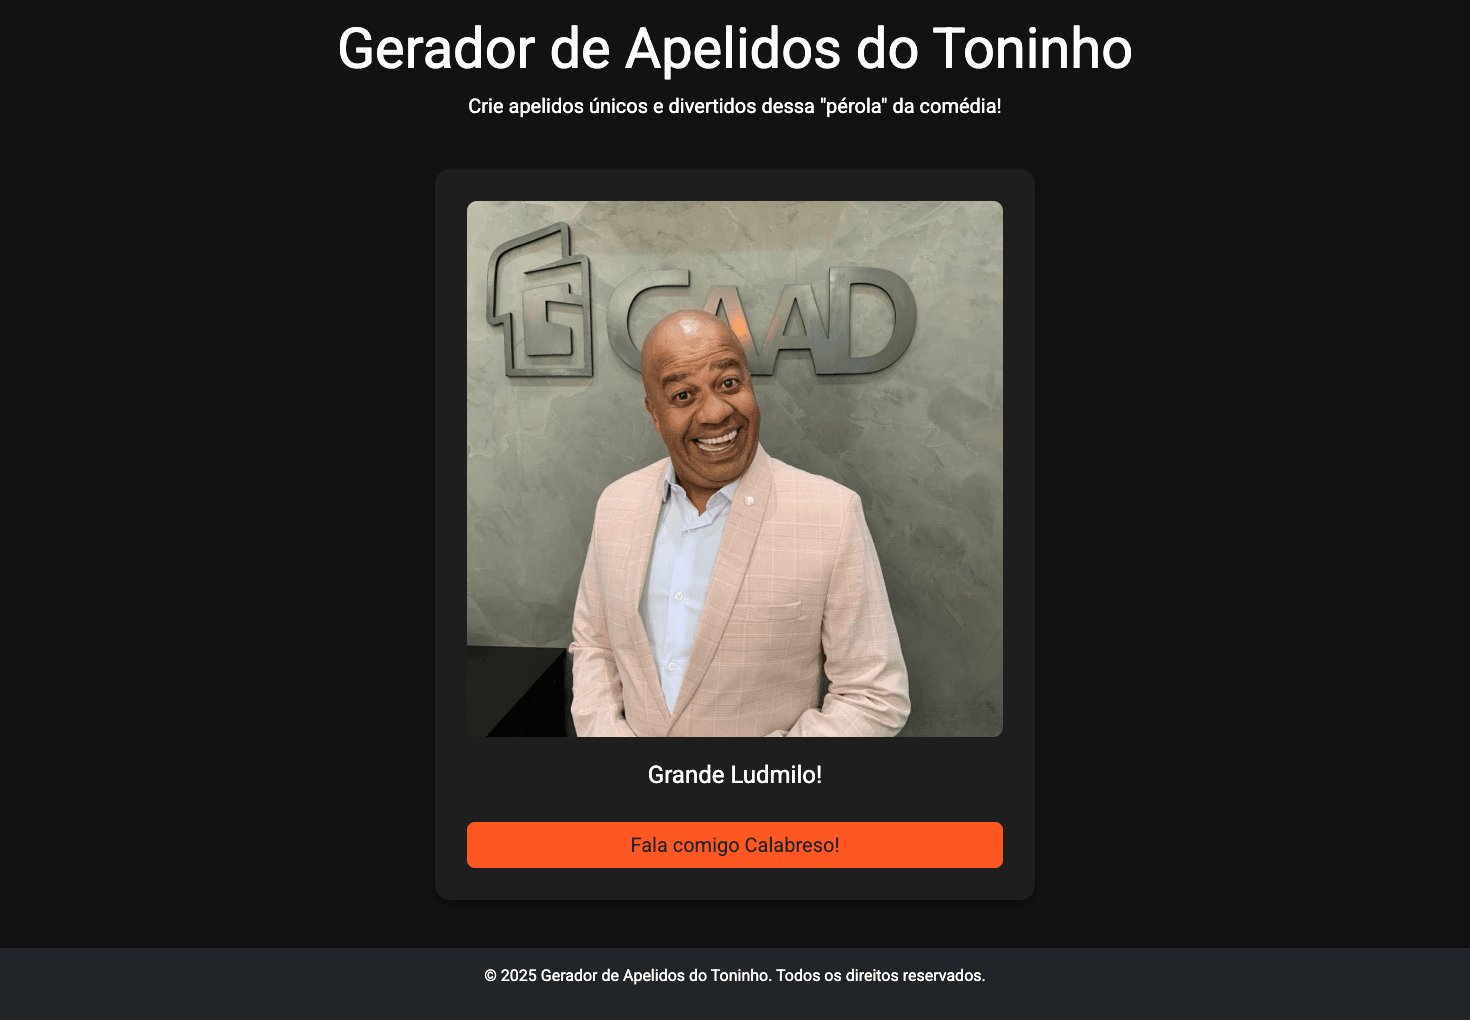 Gerador de Apelidos do Toninho
Crie apelidos únicos e divertidos dessa "pérola" da comédia!
CAAD
Grande Ludmilo!
Fala comigo Calabreso!
© 2025 Gerador de Apelidos do Toninho. Todos os direitos reservados.